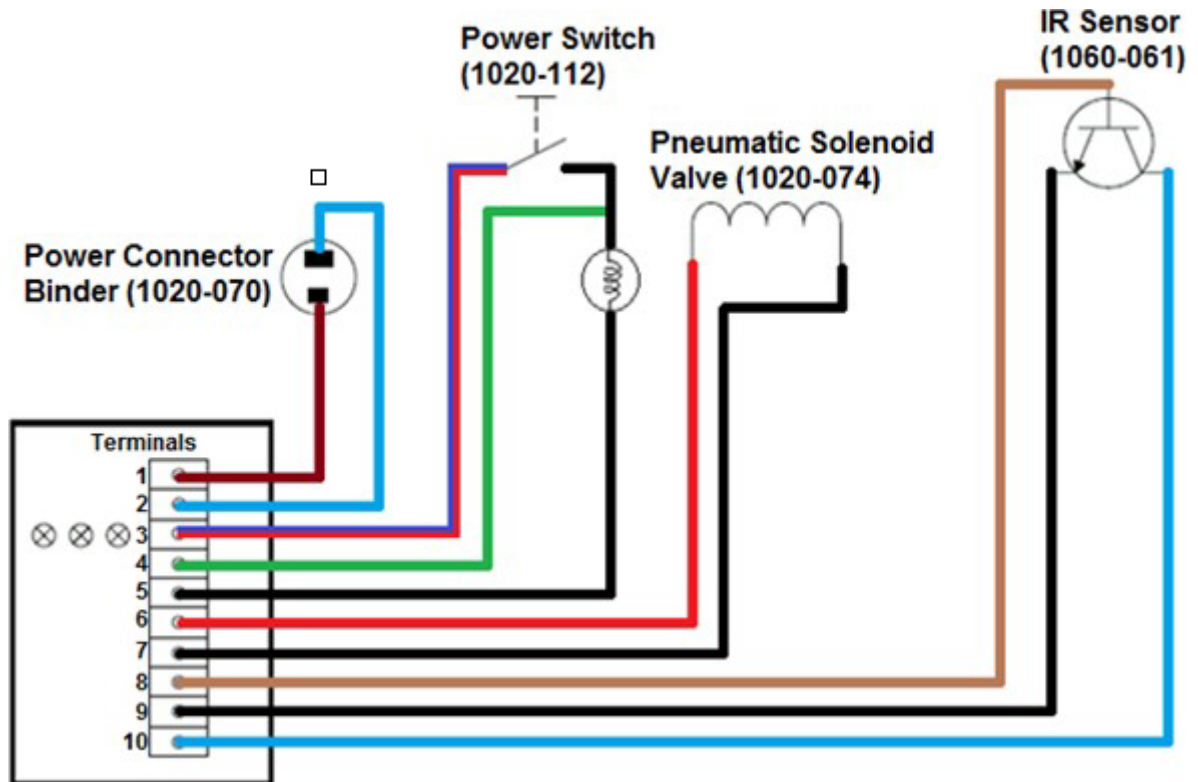 IR Sensor
(1060-061)
Power Switch
(1020-112)
Pneumatic Solenoid
Valve (1020-074)
Power Connector
Binder (1020-070)
Terminals
1
2
3
4
5
6
7
8
9
10